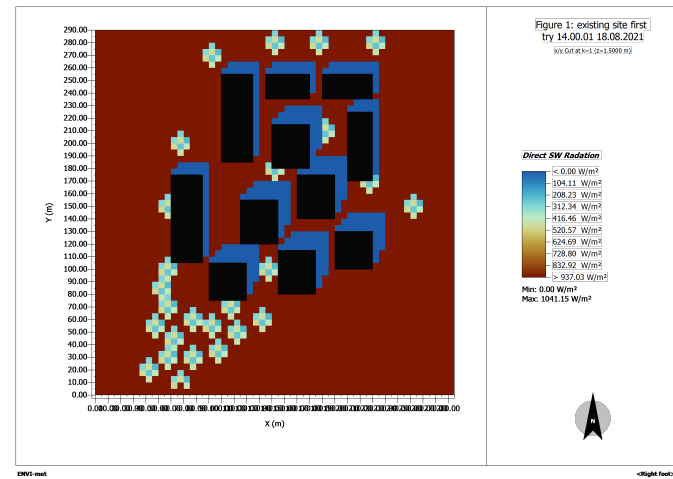 Figure 1: existing site first
try 14.00.01 18.08.2021
x/y Cut at k=1 (z=1.5000 m)
290.00
280.00
270.00
260.00
250.00
240.00
230.00
220.00
210.00
200.00
190.00
180.00
170.00
160.00
150.00
140.00
130.00
120.00
110.00
100.00
90.00
80.00
70.00
60.00
50.00
40.00
30.00
20.00
10.00
0.00
Y (m)
X (m)
Direct SW Radation
< 0.00 W/m²
104.11 W/m²
208.23 W/m²
312.34 W/m²
416.46 W/m²
520.57 W/m²
624.69 W/m²
728.80 W/m²
832.92 W/m²
> 937.03 W/m²
Min: 0.00 W/m²
Max: 1041.15 W/m²
N
ENVI-met
<Right foot>